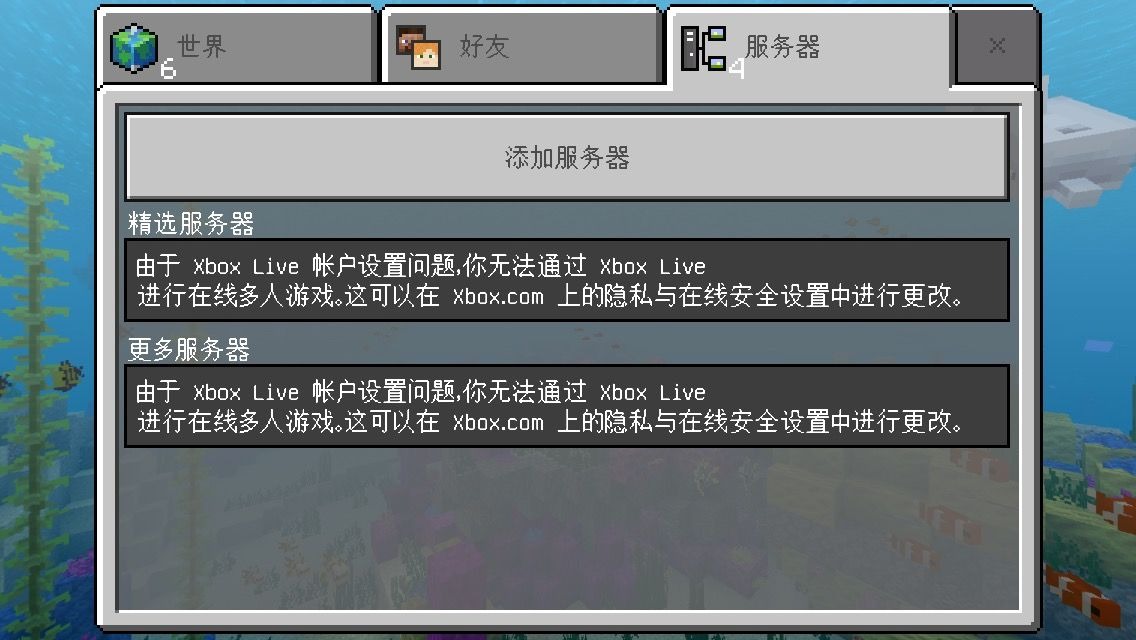 世界
6
好友
服务器
4
添加服务器
精选服务器
由于 Xbox Live 帐户设置问题,你无法通过 Xbox Live
进行在线多人游戏。这可以在 Xbox.com 上的隐私与在线安全设置中进行更改。
更多服务器
由于 Xbox Live 帐户设置问题,你无法通过 Xbox Live
进行在线多人游戏。这可以在 Xbox.com 上的隐私与在线安全设置中进行更改。